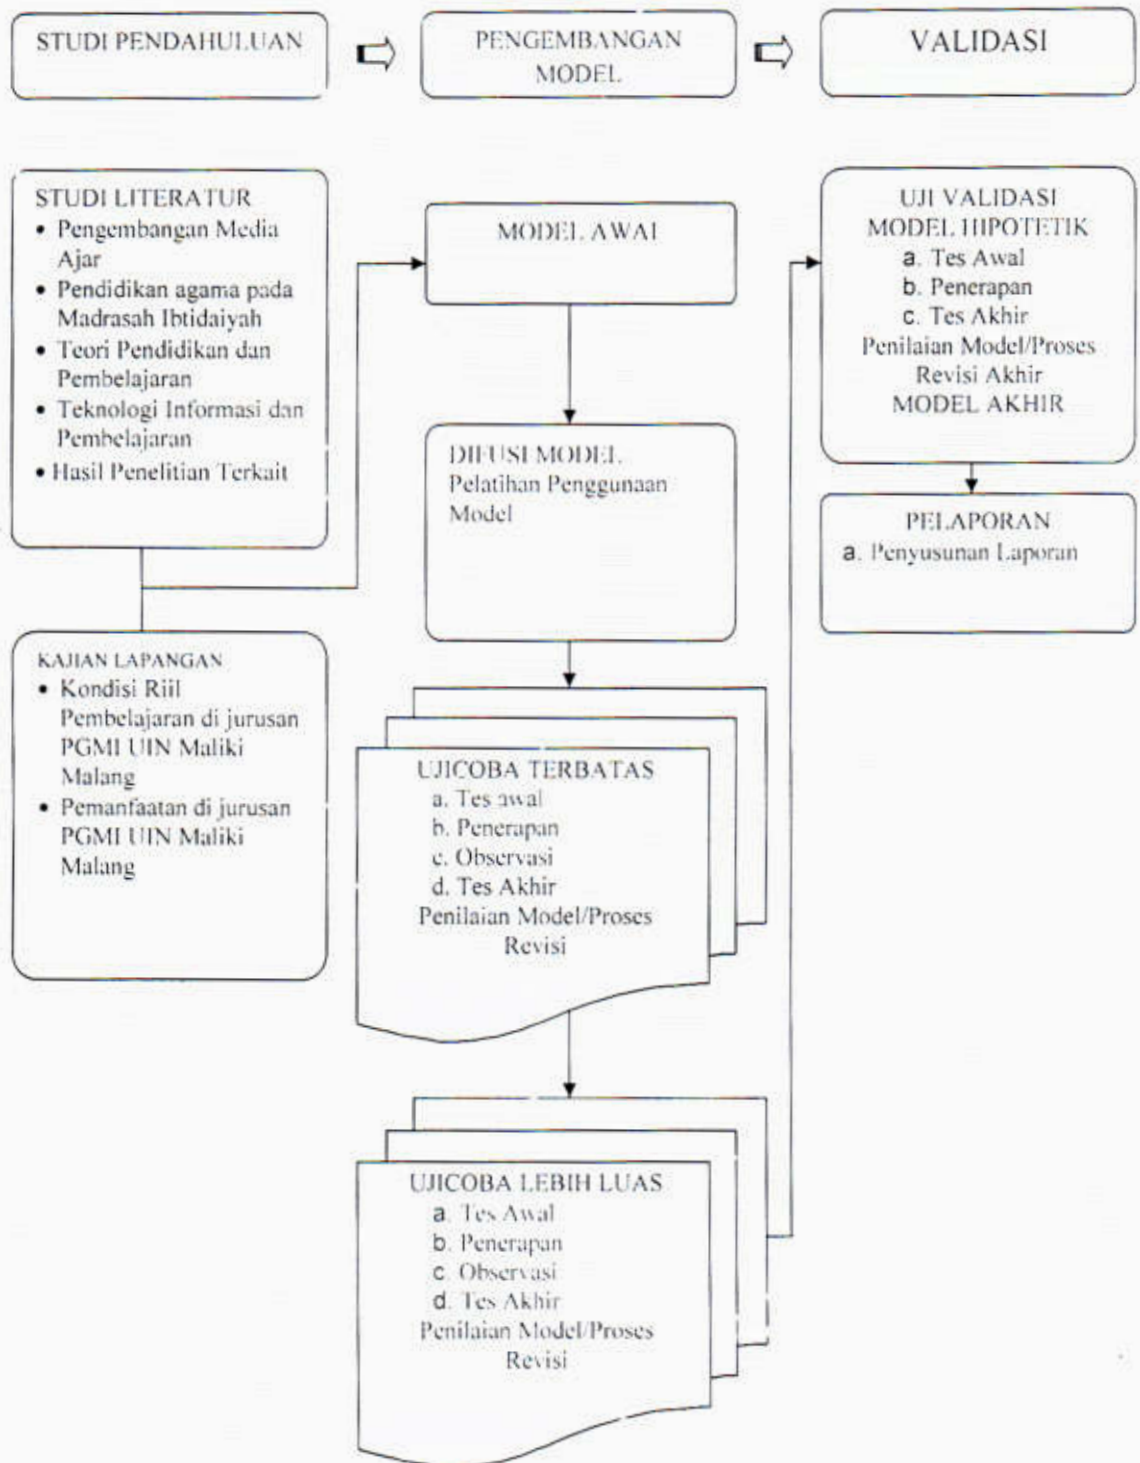 STUDI PENDAHULUAN
PENGEMBANGAN
MODEL
VALIDASI
STUDI LITERATUR
• Pengembangan Media
Ajar
• Pendidikan agama pada
Madrasah Ibtidaiyah
• Teori Pendidikan dan
Pembelajaran
• Teknologi Informasi dan
Pembelajaran
• Hasil Penelitian Terkait
KAJIAN LAPANGAN
• Kondisi Riil
Pembelajaran di jurusan
PGMI UIN Maliki
Malang
• Pemanfaatan di jurusan
PGMI UIN Maliki
Malang
MODEL AWAL
DIFUSI MODEL
Pelatihan Penggunaan
Model
UJICOBA TERBATAS
a. Tes awal
b. Penerapan
c. Observasi
d. Tes Akhir
Penilaian Model/Proses
Revisi
UJICOBA LEBIH LUAS
a. Tes Awal
b. Penerapan
c. Observasi
d. Tes Akhir
Penilaian Model/Proses
Revisi
UJI VALIDASI
MODEL HIPOTETIK
a. Tes Awal
b. Penerapan
c. Tes Akhir
Penilaian Model/Proses
Revisi Akhir
MODEL AKHIR
PELAPORAN
a. Penyusunan Laporan